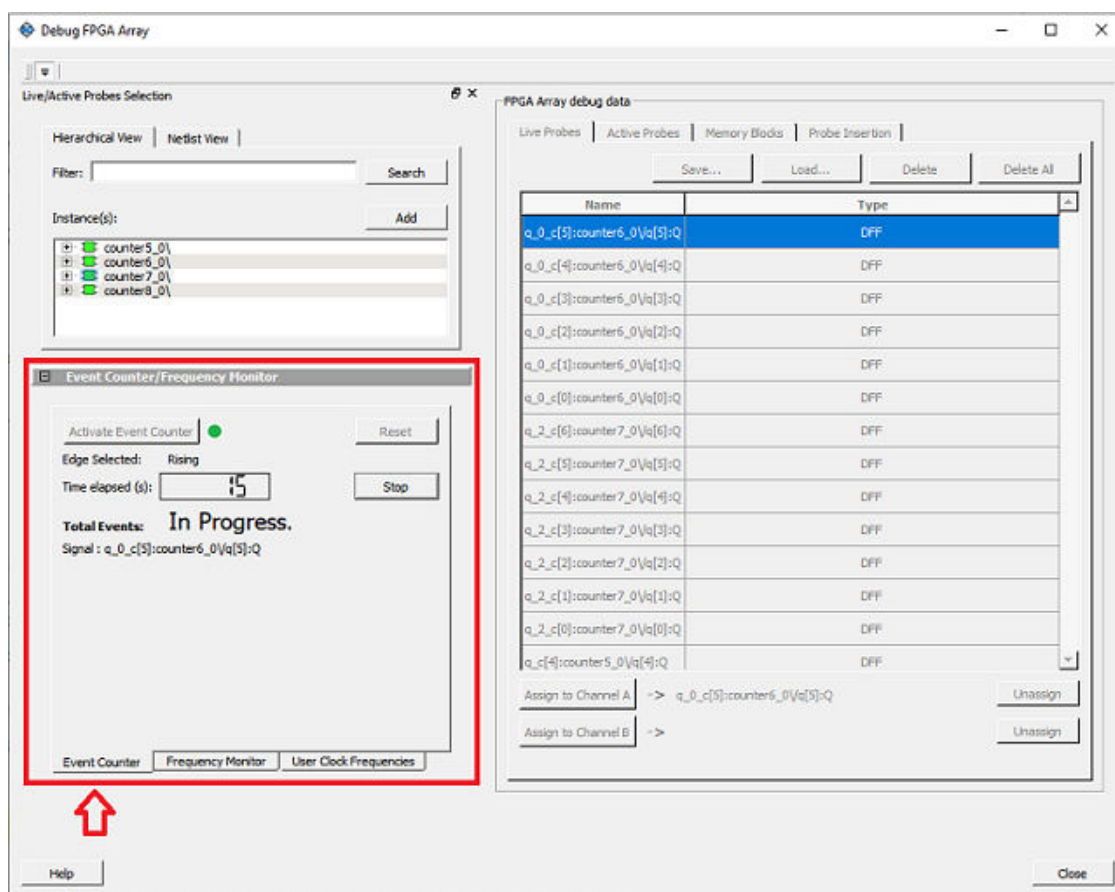 Debug FPGA Array
Live/Active Probes Selection
Hierarchical View
Netlist View
Filter:
Search
Instance(s):
Add
counter5_0\
counter6_0\
counter7_0\
counter8_0\
Event Counter/Frequency Monitor
Activate Event Counter
Reset
Edge Selected: Rising
Time elapsed (s): 15
Stop
Total Events: In Progress.
Signal : q_0_c[5]:counter6_0\/q[5]:Q
Event Counter
Frequency Monitor
User Clock Frequencies
Help
FPGA Array debug data
Live Probes
Active Probes
Memory Blocks
Probe Insertion
Save...
Load...
Delete
Delete All
Name Type
q_0_c[5]:counter6_0\/q[5]:Q DFF
q_0_c[4]:counter6_0\/q[4]:Q DFF
q_0_c[3]:counter6_0\/q[3]:Q DFF
q_0_c[2]:counter6_0\/q[2]:Q DFF
q_0_c[1]:counter6_0\/q[1]:Q DFF
q_0_c[0]:counter6_0\/q[0]:Q DFF
q_2_c[6]:counter7_0\/q[6]:Q DFF
q_2_c[5]:counter7_0\/q[5]:Q DFF
q_2_c[4]:counter7_0\/q[4]:Q DFF
q_2_c[3]:counter7_0\/q[3]:Q DFF
q_2_c[2]:counter7_0\/q[2]:Q DFF
q_2_c[1]:counter7_0\/q[1]:Q DFF
q_2_c[0]:counter7_0\/q[0]:Q DFF
q_c[4]:counter5_0\/q[4]:Q DFF
Assign to Channel A -> q_0_c[5]:counter6_0\/q[5]:Q Unassign
Assign to Channel B -> Unassign
Close